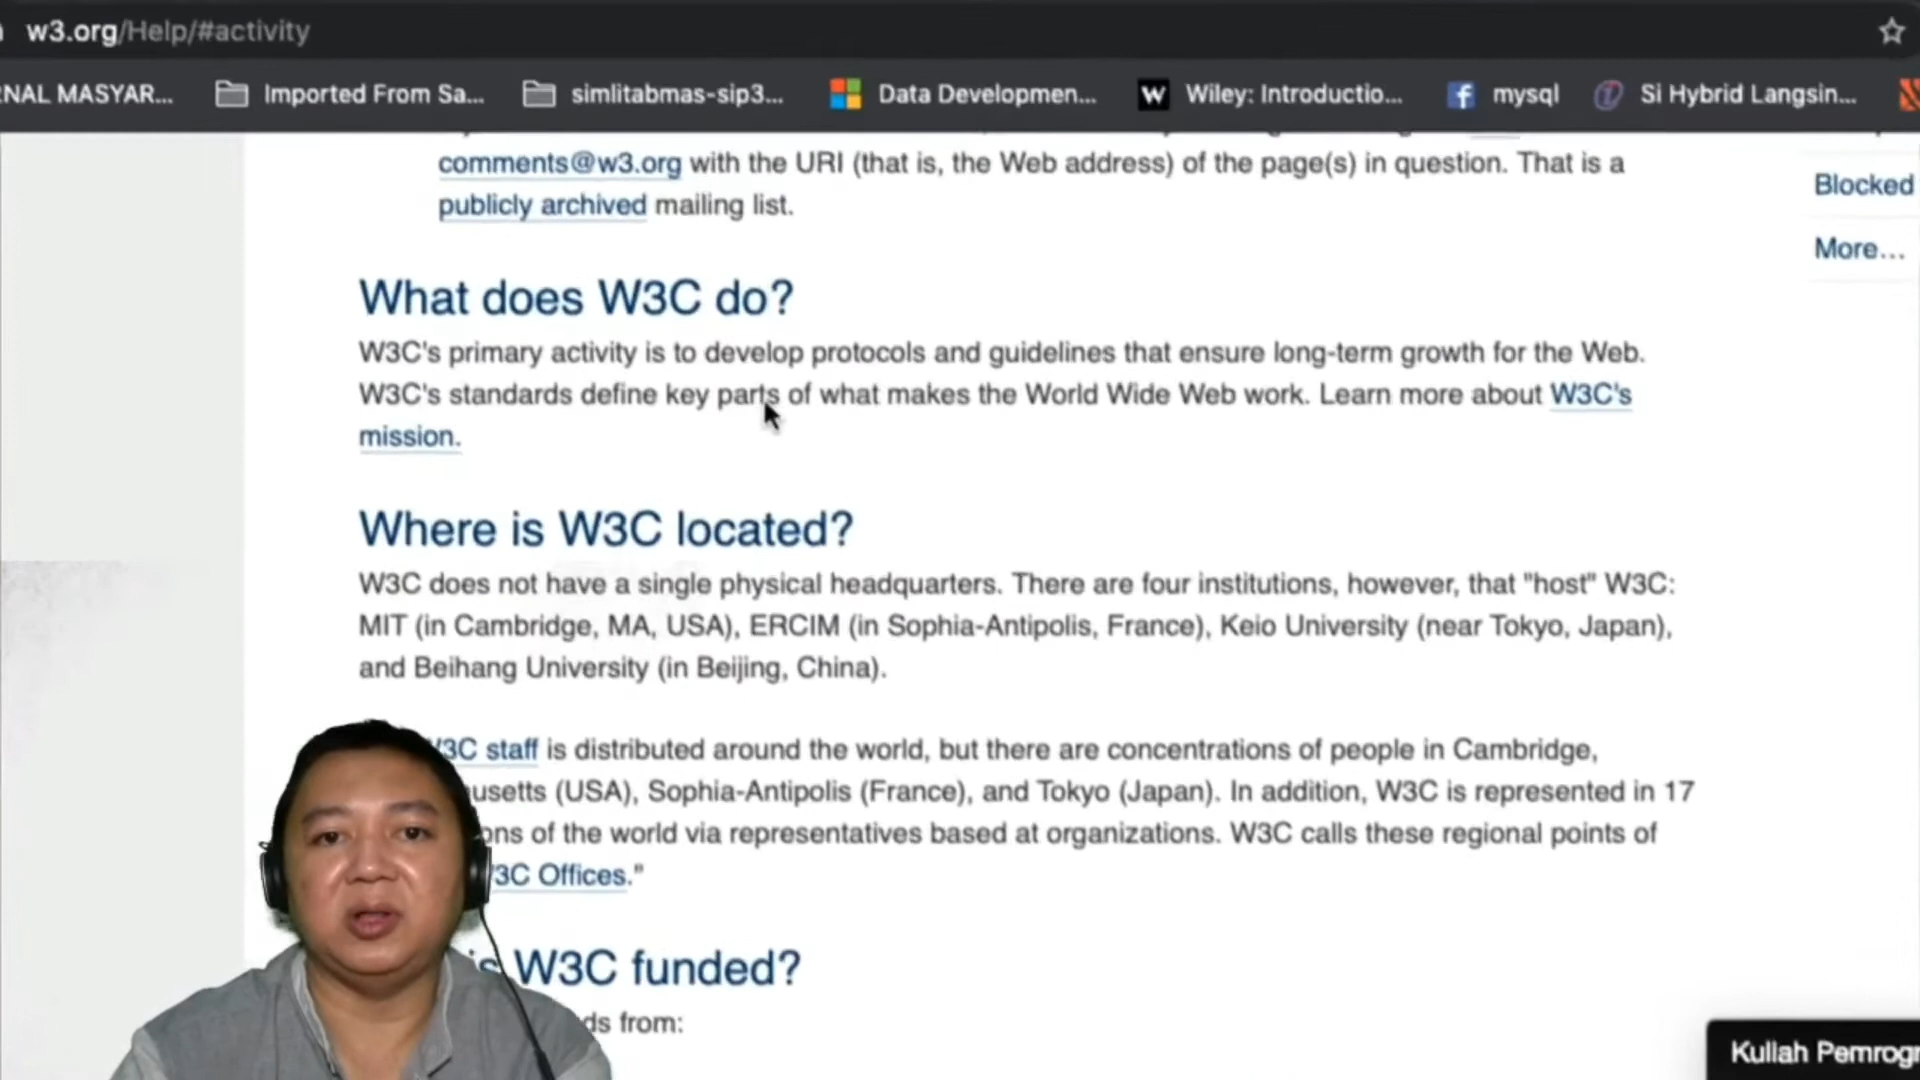 w3.org/Help/#activity
RNAL MASYAR... Imported From Sa... simlitabmas-sip3... Data Developmen... W Wiley: Introductio... f mysql Si Hybrid Langsin...
comments@w3.org with the URI (that is, the Web address) of the page(s) in question. That is a
publicly archived mailing list.
Blocked
More...
What does W3C do?
W3C's primary activity is to develop protocols and guidelines that ensure long-term growth for the Web.
W3C's standards define key parts of what makes the World Wide Web work. Learn more about W3C's
mission.
Where is W3C located?
W3C does not have a single physical headquarters. There are four institutions, however, that "host" W3C:
MIT (in Cambridge, MA, USA), ERCIM (in Sophia-Antipolis, France), Keio University (near Tokyo, Japan),
and Beihang University (in Beijing, China).
3C staff is distributed around the world, but there are concentrations of people in Cambridge,
usetts (USA), Sophia-Antipolis (France), and Tokyo (Japan). In addition, W3C is represented in 17
ons of the world via representatives based at organizations. W3C calls these regional points of
3C Offices."
is W3C funded?
ds from:
Kuliah Pemrogr